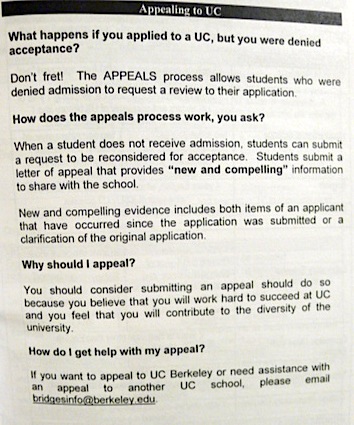 Appealing to UC
What happens if you applied to a UC, but you were denied
acceptance?
Don't fret! The APPEALS process allows students who were
denied admission to request a review to their application.
How does the appeals process work, you ask?
When a student does not receive admission, students can submit
a request to be reconsidered for acceptance. Students submit a
letter of appeal that provides "new and compelling" information
to share with the school.
New and compelling evidence includes both items of an applicant
that have occurred since the application was submitted or a
clarification of the original application.
Why should I appeal?
You should consider submitting an appeal should do so
because you believe that you will work hard to succeed at UC
and you feel that you will contribute to the diversity of the
university.
How do I get help with my appeal?
If you want to appeal to UC Berkeley or need assistance with
an appeal to another UC school, please email
bridgesinfo@berkeley.edu.